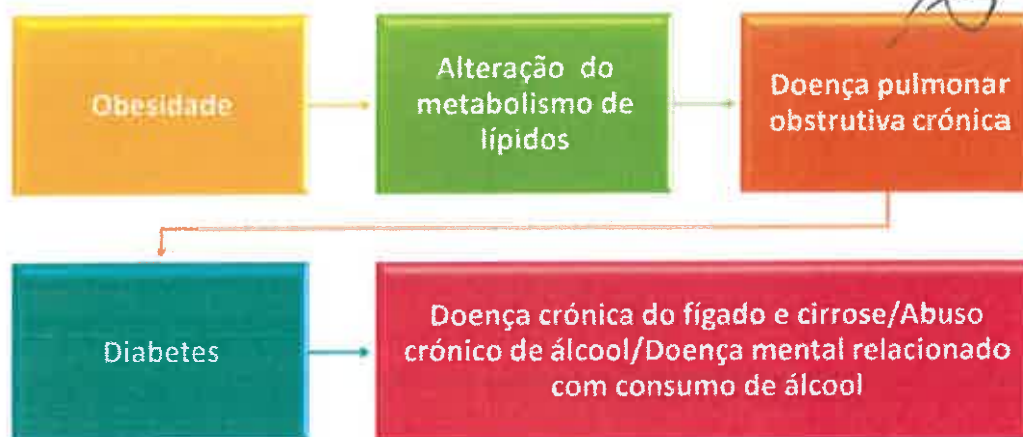 Obesidade
Alteração do
metabolismo de
lípidos
Doença pulmonar
obstrutiva crónica
Diabetes
Doença crónica do fígado e cirrose/Abuso
crónico de álcool/Doença mental relacionado
com consumo de álcool